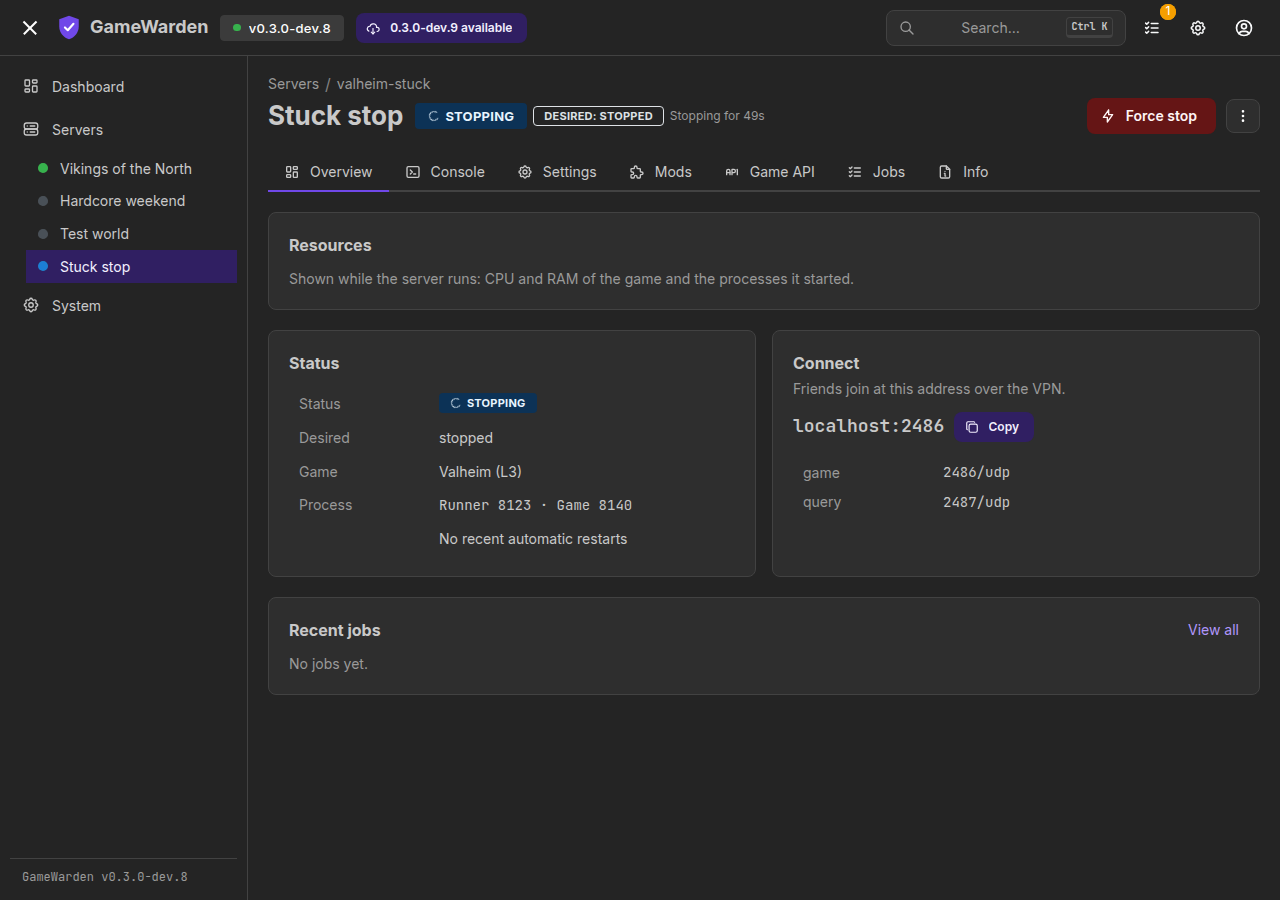 GameWarden
v0.3.0-dev.8
0.3.0-dev.9 available
Search...
Ctrl K
1
Dashboard
Servers
Vikings of the North
Hardcore weekend
Test world
Stuck stop
System
GameWarden v0.3.0-dev.8
Servers / valheim-stuck
Stuck stop
STOPPING
DESIRED: STOPPED
Stopping for 49s
Force stop
Overview
Console
Settings
Mods
API
Game API
Jobs
Info
Resources
Shown while the server runs: CPU and RAM of the game and the processes it started.
Status
Status STOPPING
Desired stopped
Game Valheim (L3)
Process Runner 8123 · Game 8140
No recent automatic restarts
Connect
Friends join at this address over the VPN.
localhost:2486 Copy
game 2486/udp
query 2487/udp
Recent jobs
View all
No jobs yet.